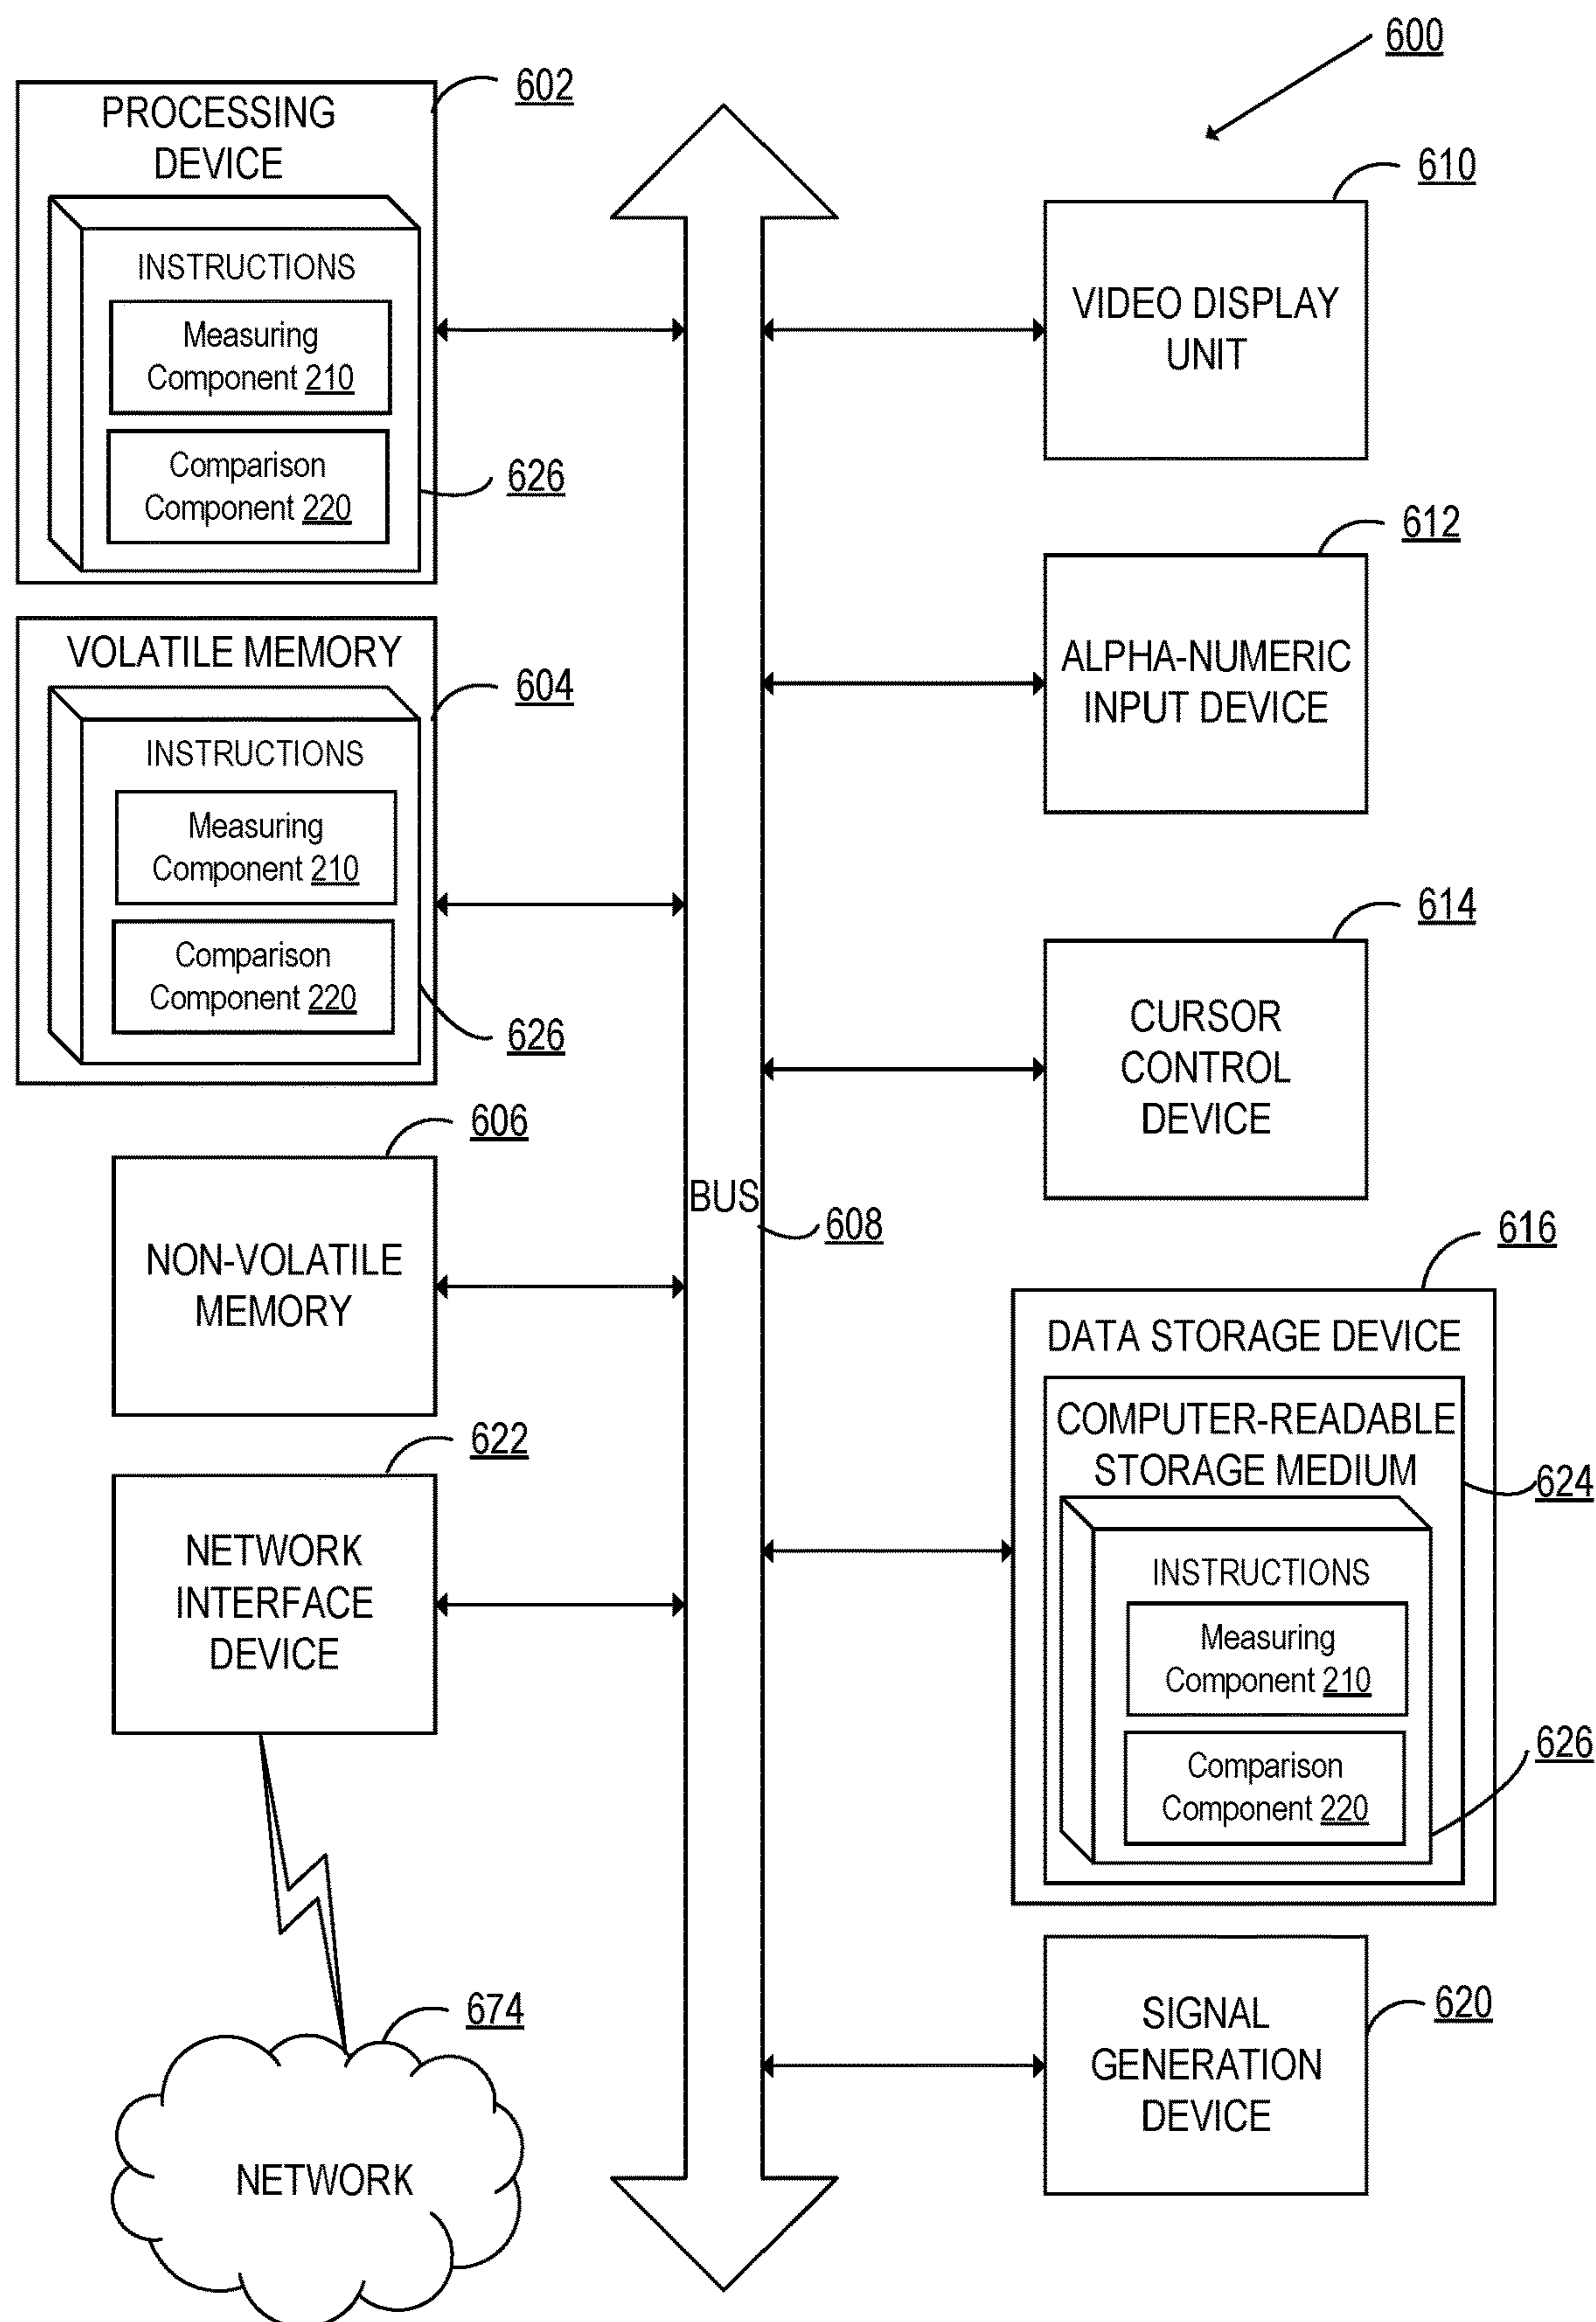 600
602
PROCESSING
DEVICE
INSTRUCTIONS
Measuring
Component 210
Comparison
Component 220
626
VOLATILE MEMORY
604
INSTRUCTIONS
Measuring
Component 210
Comparison
Component 220
626
606
NON-VOLATILE
MEMORY
622
NETWORK
INTERFACE
DEVICE
674
NETWORK
BUS
608
610
VIDEO DISPLAY
UNIT
612
ALPHA-NUMERIC
INPUT DEVICE
614
CURSOR
CONTROL
DEVICE
616
DATA STORAGE DEVICE
COMPUTER-READABLE
STORAGE MEDIUM
624
INSTRUCTIONS
Measuring
Component 210
Comparison
Component 220
626
620
SIGNAL
GENERATION
DEVICE